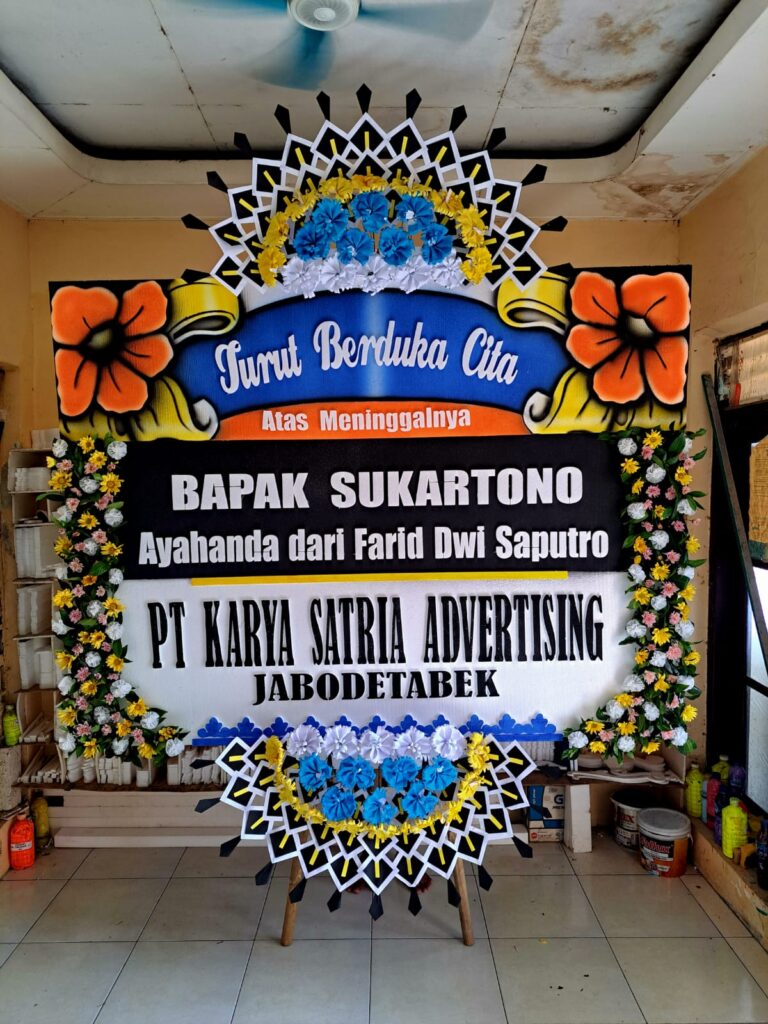 Turut Berduka Cita
Atas Meninggalnya
BAPAK SUKARTONO
Ayahanda dari Farid Dwi Saputro
PT KARYA SATRIA ADVERTISING
JABODETABEK